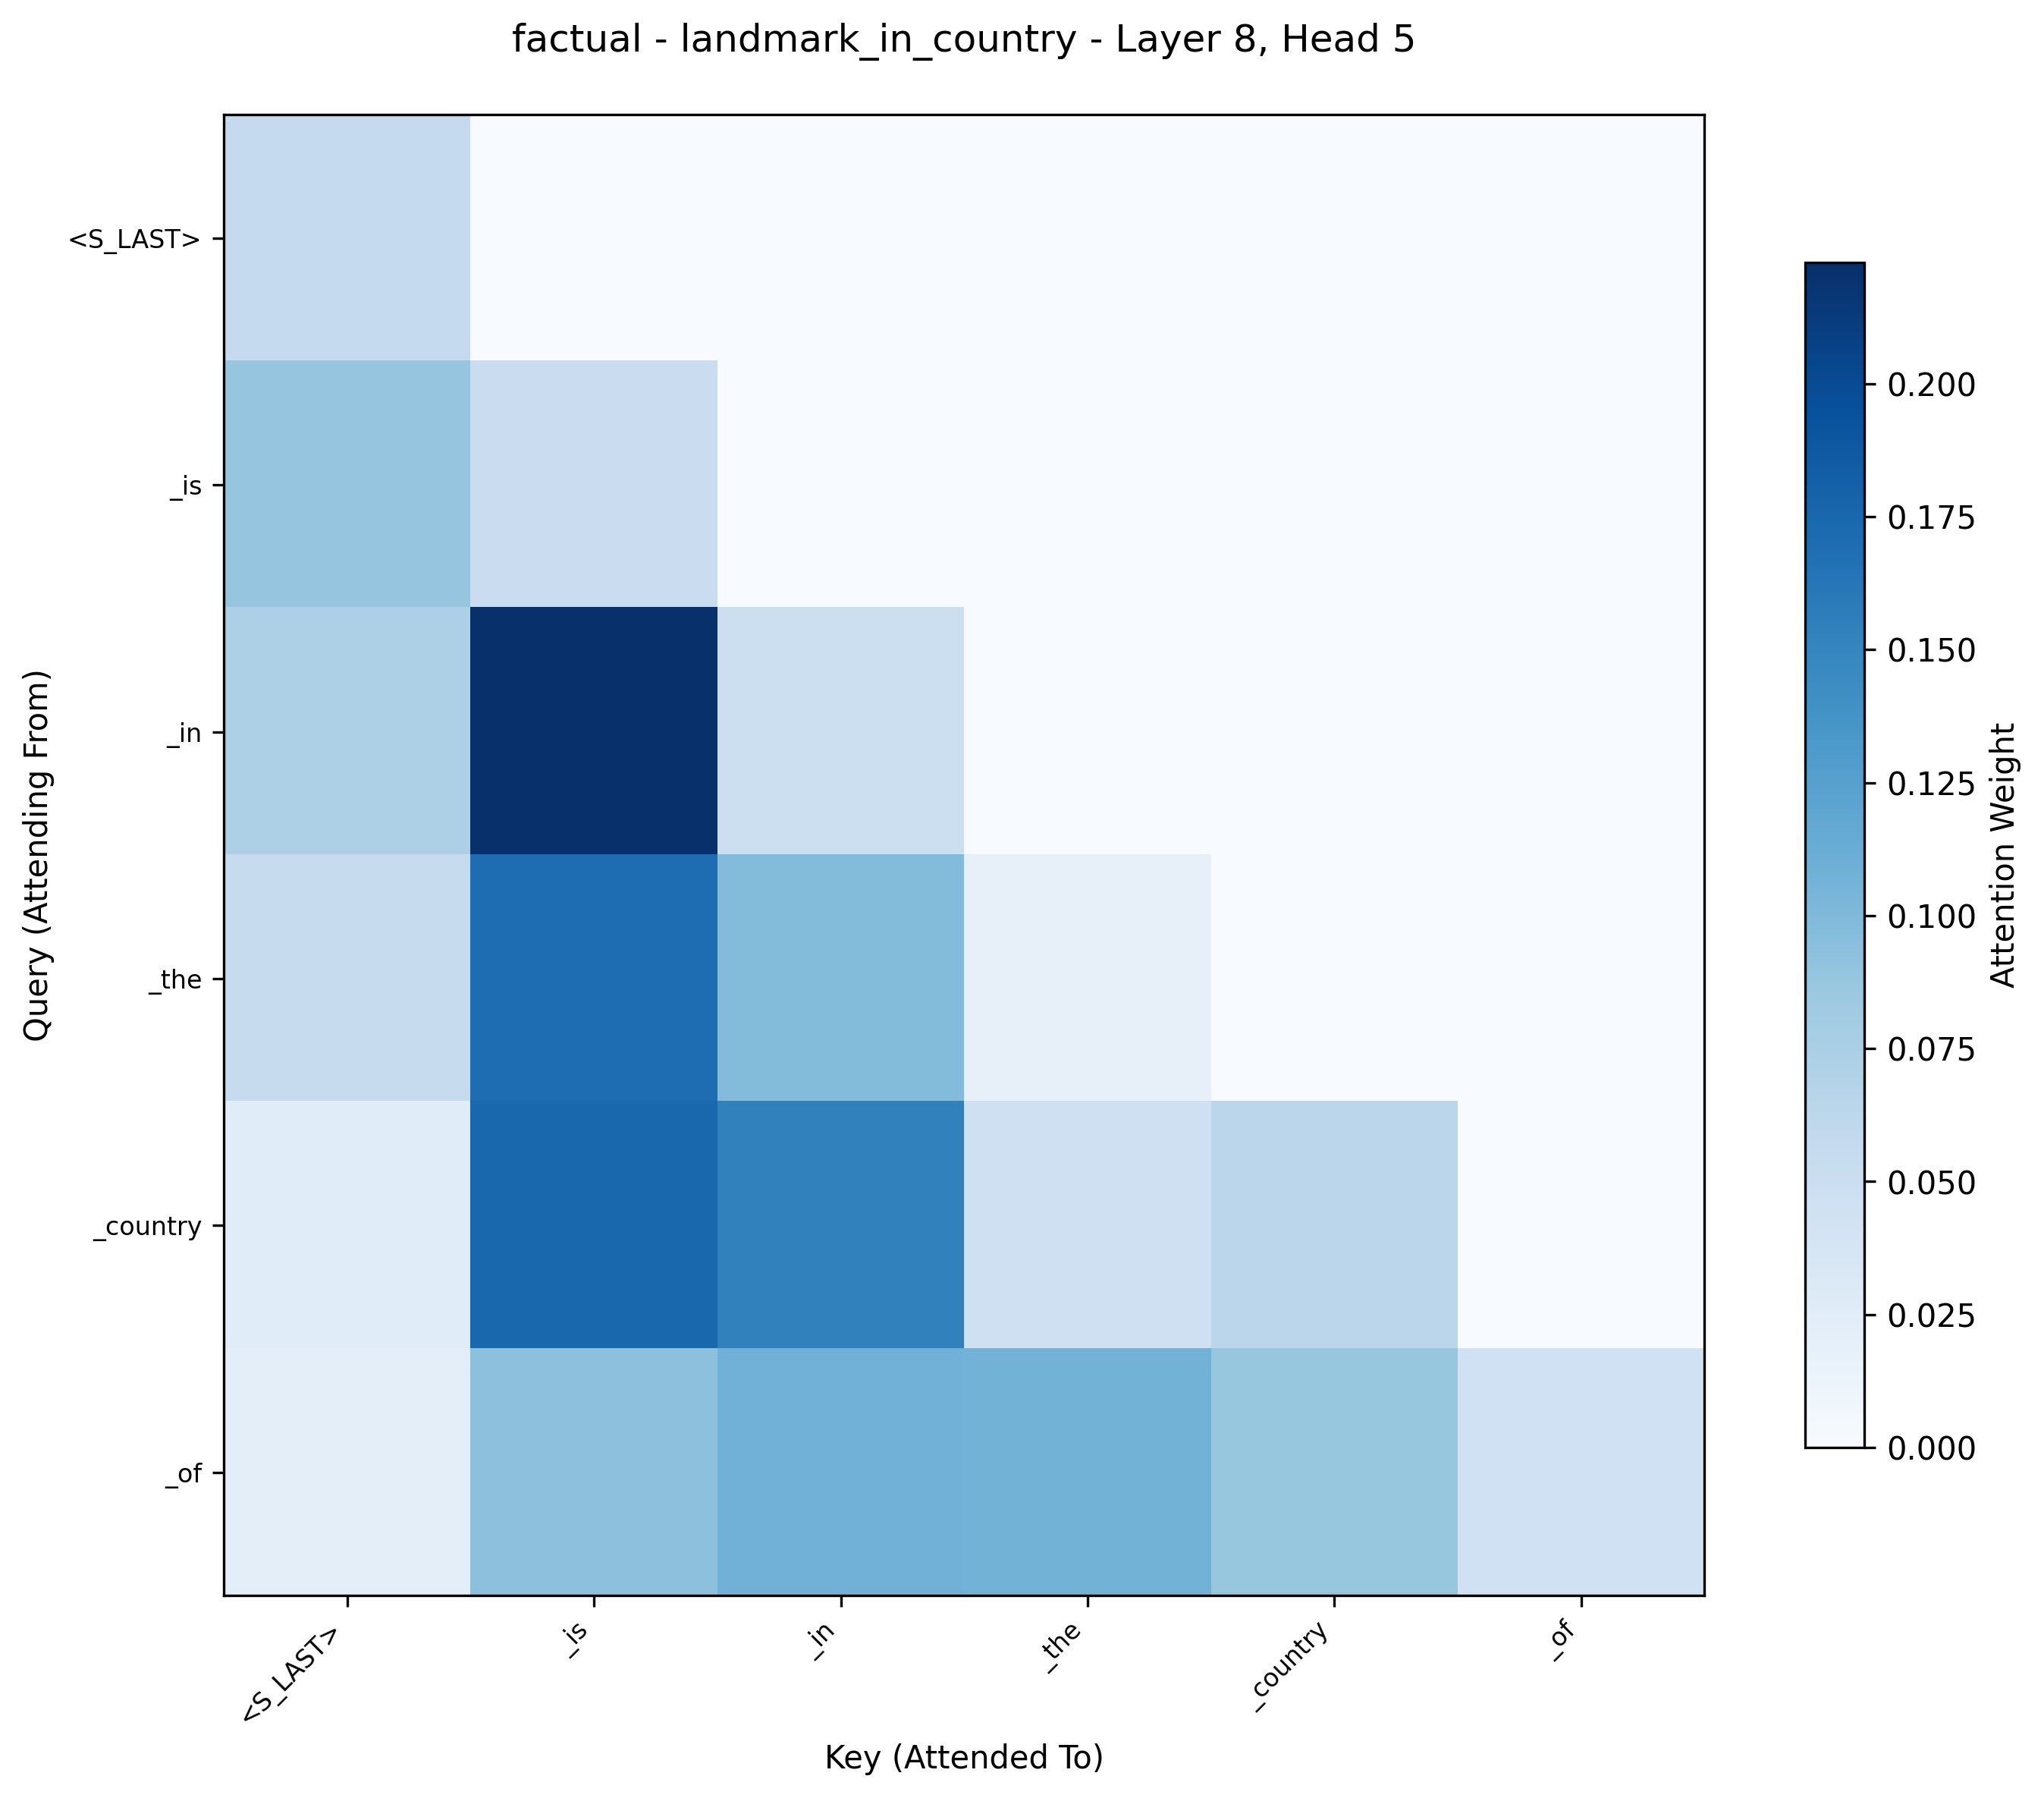 factual - landmark_in_country - Layer 8, Head 5
Query (Attending From)
<S_LAST>
_is
_in
_the
_country
_of
<S_LAST>
_is
_in
_the
_country
_of
Key (Attended To)
0.200
0.175
0.150
0.125
0.100
0.075
0.050
0.025
0.000
Attention Weight